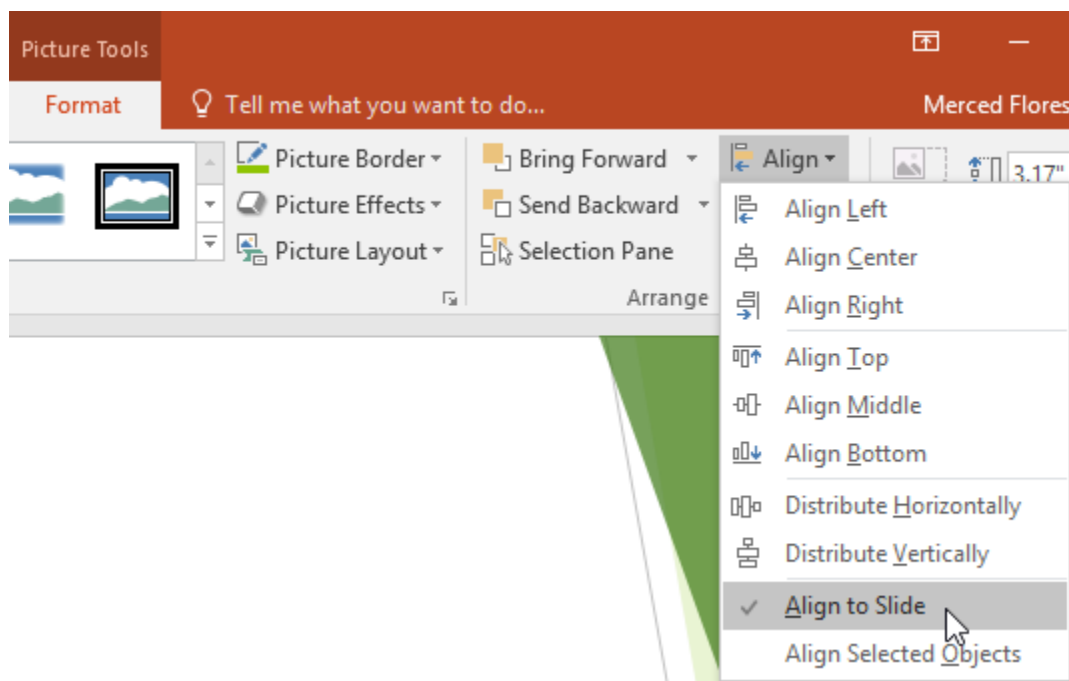 Picture Tools
Format
Tell me what you want to do...
Merced Flores
Picture Border
Picture Effects
Picture Layout
Bring Forward
Send Backward
Selection Pane
Arrange
Align
3.17"
Align Left
Align Center
Align Right
Align Top
Align Middle
Align Bottom
Distribute Horizontally
Distribute Vertically
Align to Slide
Align Selected Objects